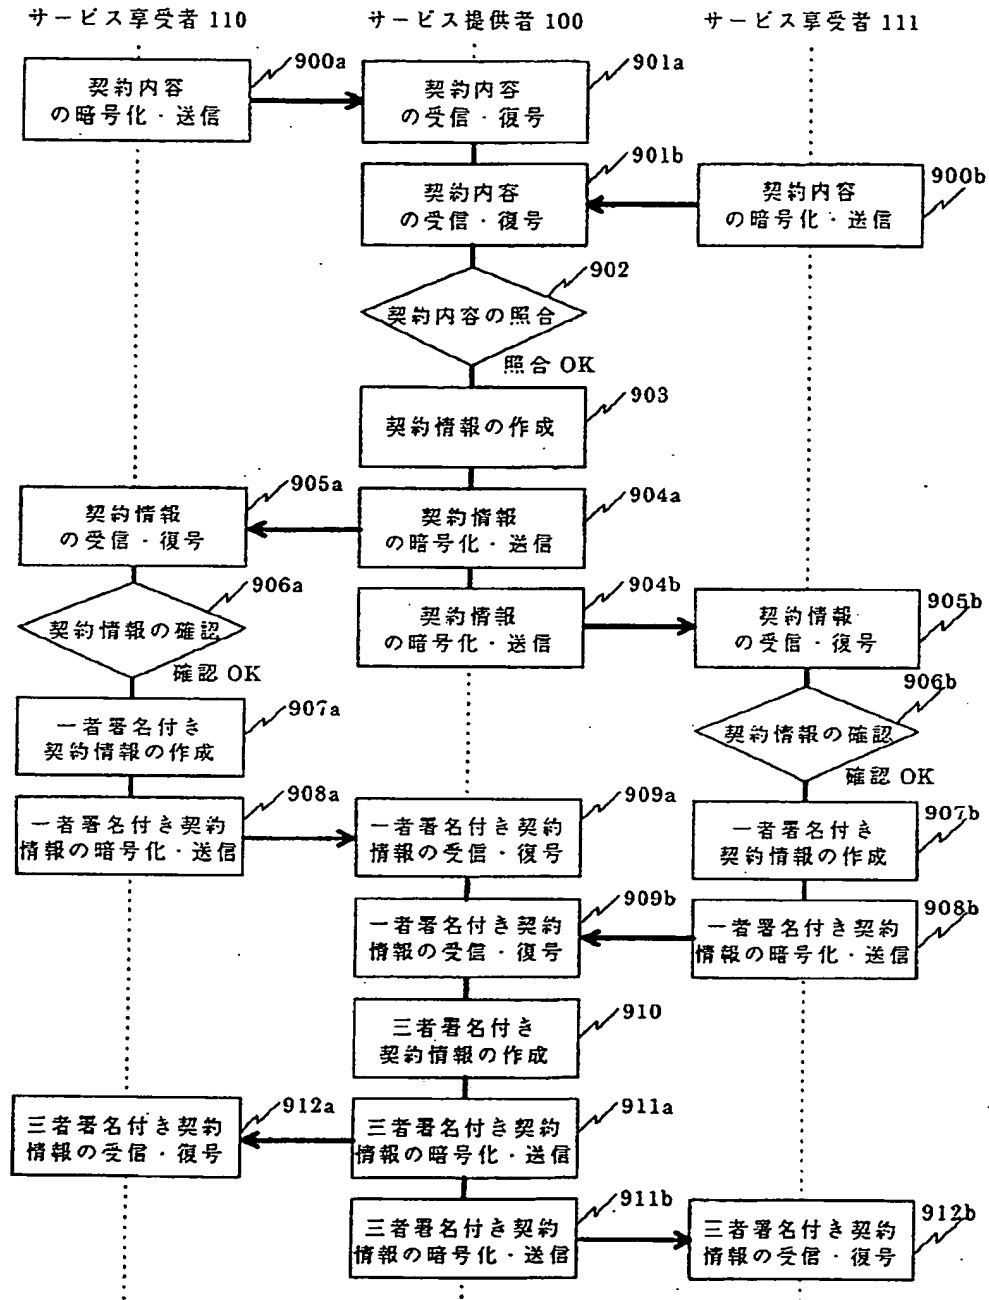 サービス享受者 110
サービス提供者 100
サービス享受者 111
900a
契約内容
の暗号化・送信
901a
契約内容
の受信・復号
901b
契約内容
の受信・復号
900b
契約内容
の暗号化・送信
902
契約内容の照合
照合 OK
903
契約情報の作成
904a
契約情報
の暗号化・送信
905a
契約情報
の受信・復号
904b
契約情報
の暗号化・送信
905b
契約情報
の受信・復号
906a
契約情報の確認
確認 OK
906b
契約情報の確認
確認 OK
907a
一者署名付き
契約情報の作成
908a
一者署名付き契約
情報の暗号化・送信
909a
一者署名付き契約
情報の受信・復号
907b
一者署名付き
契約情報の作成
909b
一者署名付き契約
情報の受信・復号
908b
一者署名付き契約
情報の暗号化・送信
910
三者署名付き
契約情報の作成
911a
三者署名付き契約
情報の暗号化・送信
912a
三者署名付き契約
情報の受信・復号
911b
三者署名付き契約
情報の暗号化・送信
912b
三者署名付き契約
情報の受信・復号